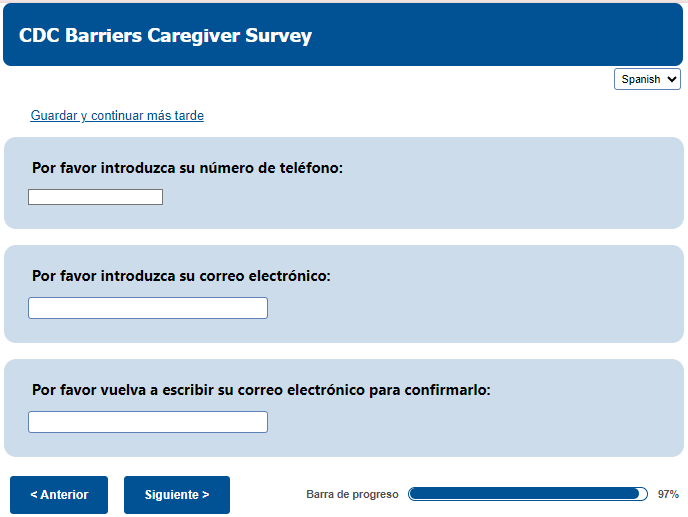 CDC Barriers Caregiver Survey
Spanish
Guardar y continuar más tarde
Por favor introduzca su número de teléfono:
Por favor introduzca su correo electrónico:
Por favor vuelva a escribir su correo electrónico para confirmarlo:
< Anterior
Siguiente >
Barra de progreso
97%